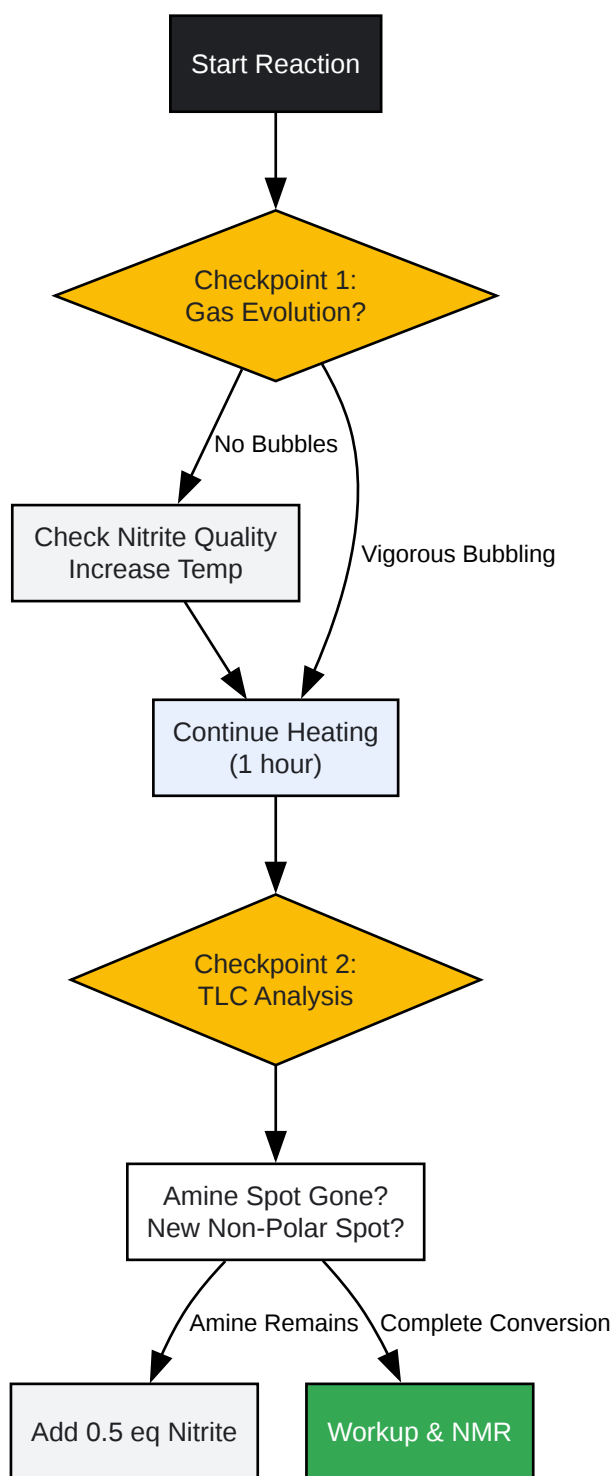 Start Reaction
Checkpoint 1:
Gas Evolution?
No Bubbles
Check Nitrite Quality
Increase Temp
Vigorous Bubbling
Continue Heating
(1 hour)
Checkpoint 2:
TLC Analysis
Amine Spot Gone?
New Non-Polar Spot?
Amine Remains
Complete Conversion
Add 0.5 eq Nitrite
Workup & NMR